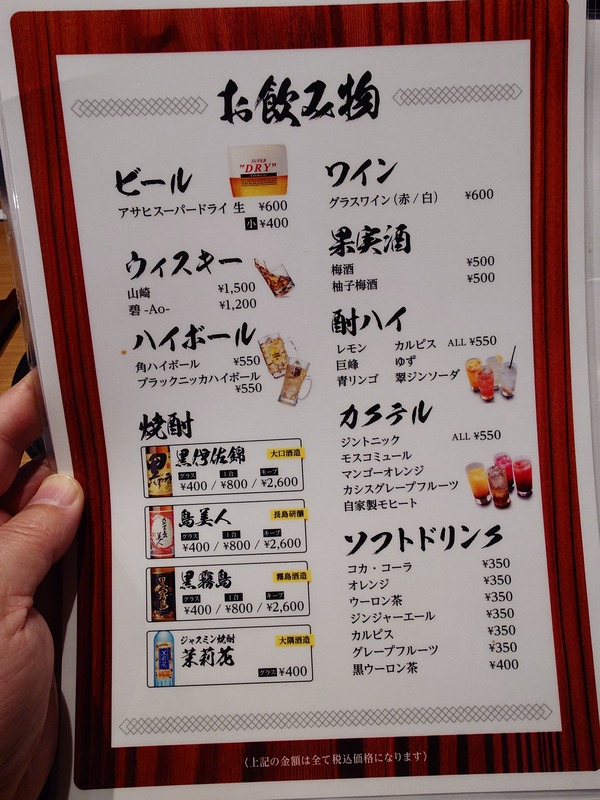 お飲み物
ビール
SUPER
"DRY"
アサヒスーパードライ 生 ¥600
小 ¥400
ウィスキー
山崎 ¥1,500
碧 -Ao- ¥1,200
ハイボール
角ハイボール ¥550
ブラックニッカハイボール
¥550
焼酎
黒伊佐錦 大口酒造
グラス 1合 キープ
¥400 / ¥800 / ¥2,600
島美人 長島研醸
グラス 1合 キープ
¥400 / ¥800 / ¥2,600
黒霧島 霧島酒造
グラス 1合 キープ
¥400 / ¥800 / ¥2,600
ジャスミン焼酎 大隅酒造
茉莉花
グラス ¥400
ワイン
グラスワイン（赤 / 白） ¥600
果実酒
梅酒 ¥500
柚子梅酒 ¥500
酎ハイ
レモン カルピス ALL ¥550
巨峰 ゆず
青リンゴ 翠ジンソーダ
カクテル
ジントニック ALL ¥550
モスコミュール
マンゴーオレンジ
カシスグレープフルーツ
自家製モヒート
ソフトドリンク
コカ・コーラ ¥350
オレンジ ¥350
ウーロン茶 ¥350
ジンジャーエール ¥350
カルピス ¥350
グレープフルーツ ¥350
黒ウーロン茶 ¥400
〈上記の金額は全て税込価格になります〉